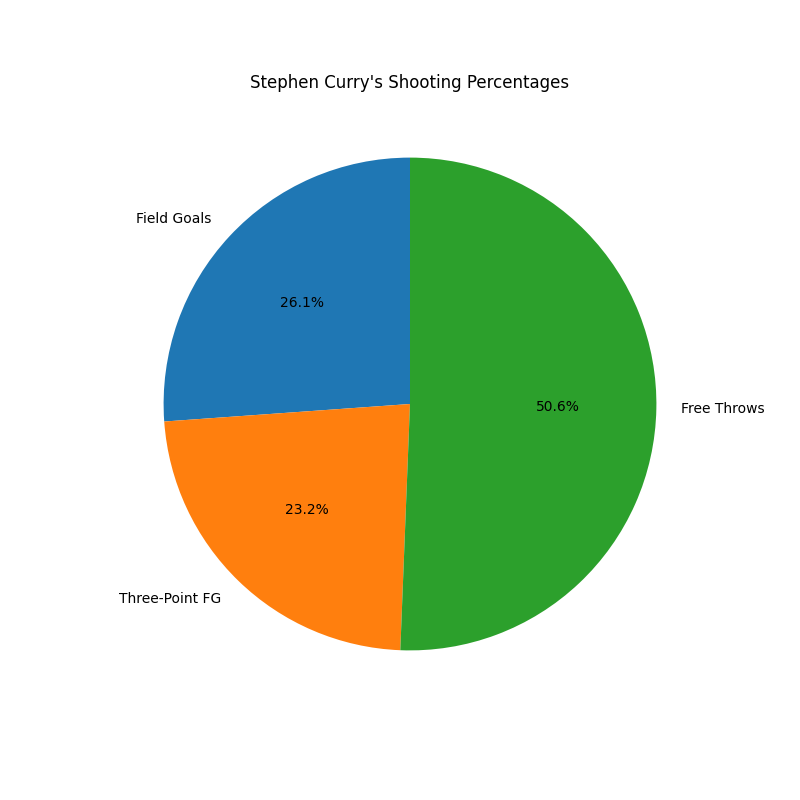 Stephen Curry's Shooting Percentages
Field Goals
26.1%
50.6%
Free Throws
23.2%
Three-Point FG